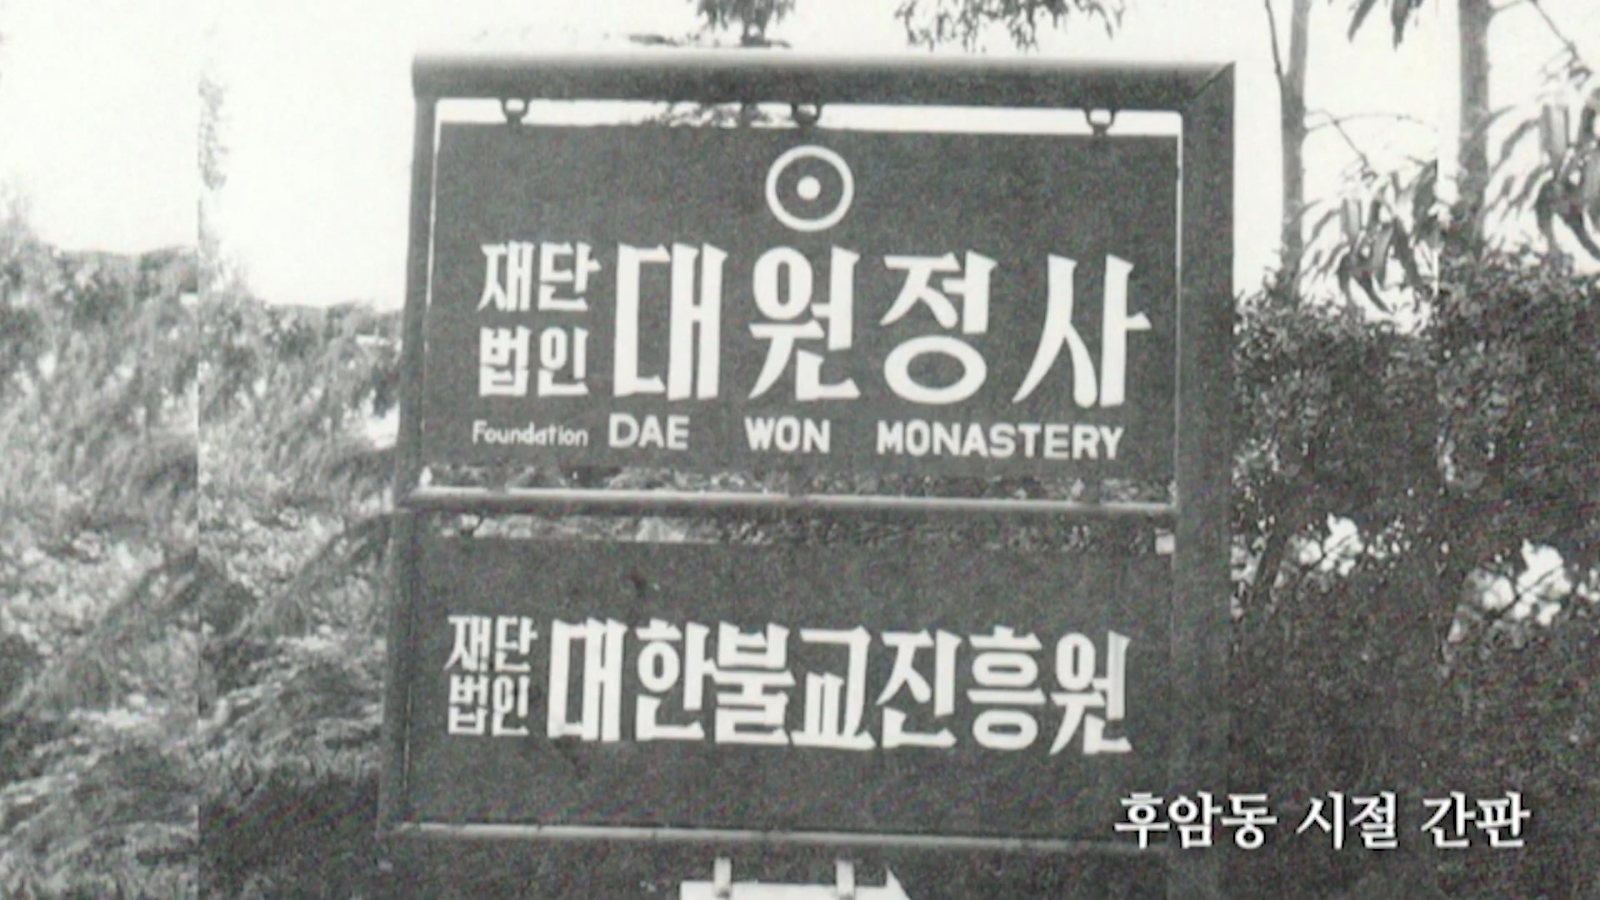 재단
법인 대원정사
Foundation DAE WON MONASTERY
재단
법인 대한불교진흥원
후암동 시절 간판